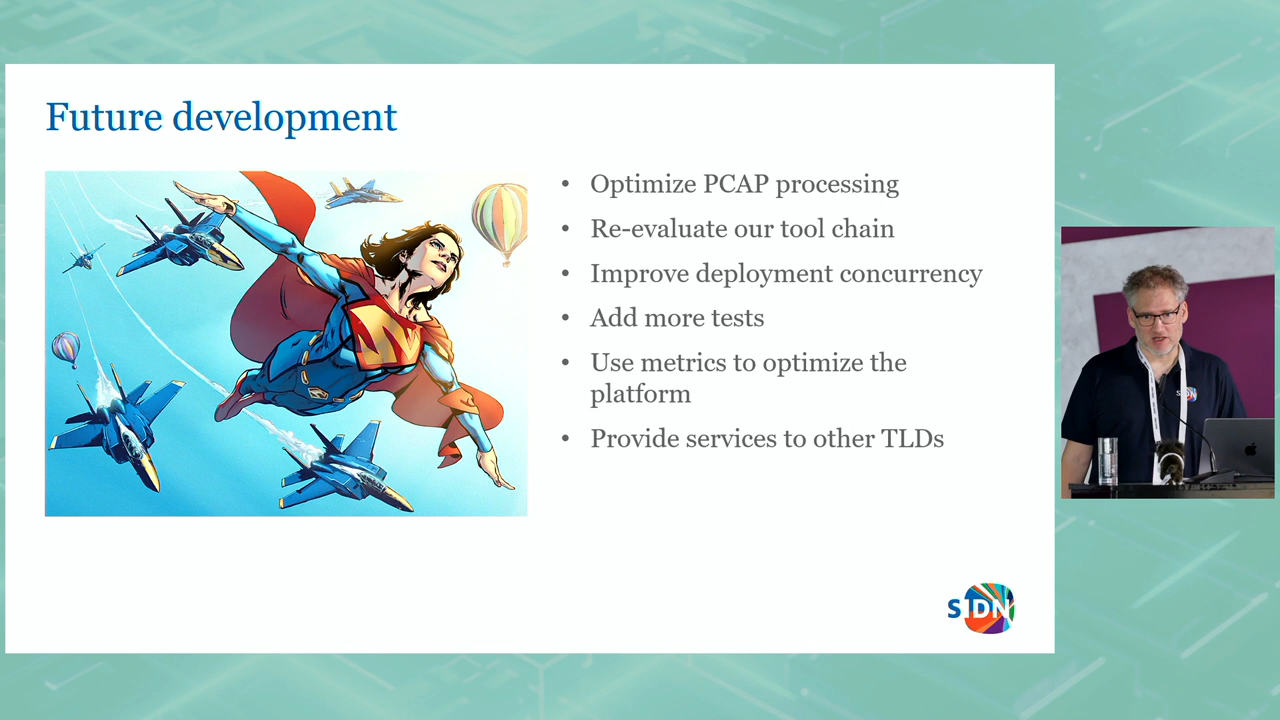 Future development
• Optimize PCAP processing
• Re-evaluate our tool chain
• Improve deployment concurrency
• Add more tests
• Use metrics to optimize the
platform
• Provide services to other TLDs
SIDN